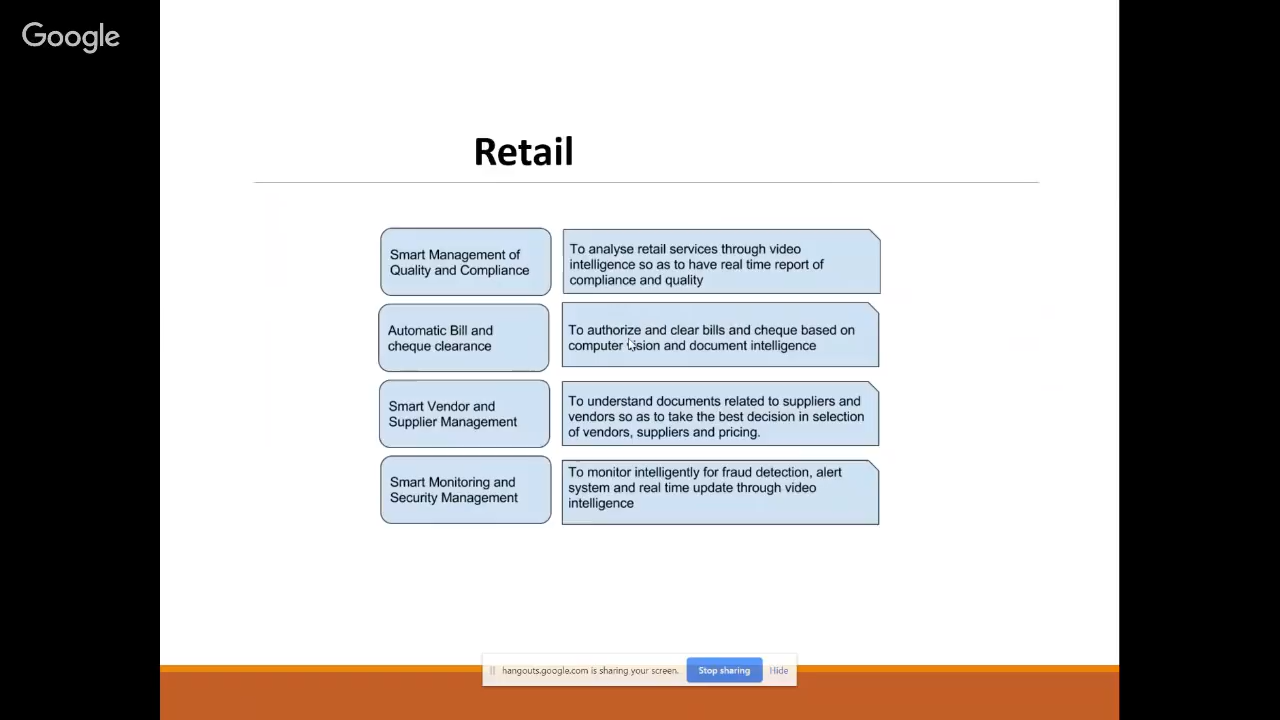 Google
Retail
Smart Management of
Quality and Compliance
To analyse retail services through video
intelligence so as to have real time report of
compliance and quality
Automatic Bill and
cheque clearance
To authorize and clear bills and cheque based on
computer vision and document intelligence
Smart Vendor and
Supplier Management
To understand documents related to suppliers and
vendors so as to take the best decision in selection
of vendors, suppliers and pricing.
Smart Monitoring and
Security Management
To monitor intelligently for fraud detection, alert
system and real time update through video
intelligence
hangouts.google.com is sharing your screen. Stop sharing Hide